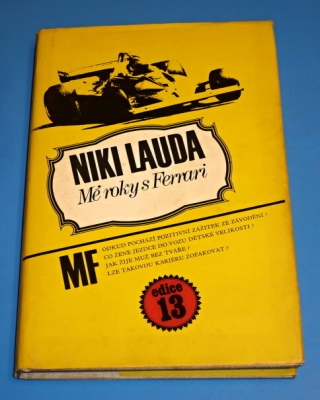 NIKI LAUDA
Mé roky s Ferrari
MF
ODKUD POCHÁZÍ POZITIVNÍ ZÁŽITEK ZE ZÁVODĚNÍ?
CO ŽENE JEZDCE DO VOZU DĚTSKÉ VELIKOSTI?
JAK ŽIJE MUŽ BEZ TVÁŘE?
LZE TAKOVOU KARIÉRU ZOPAKOVAT?
edice
13